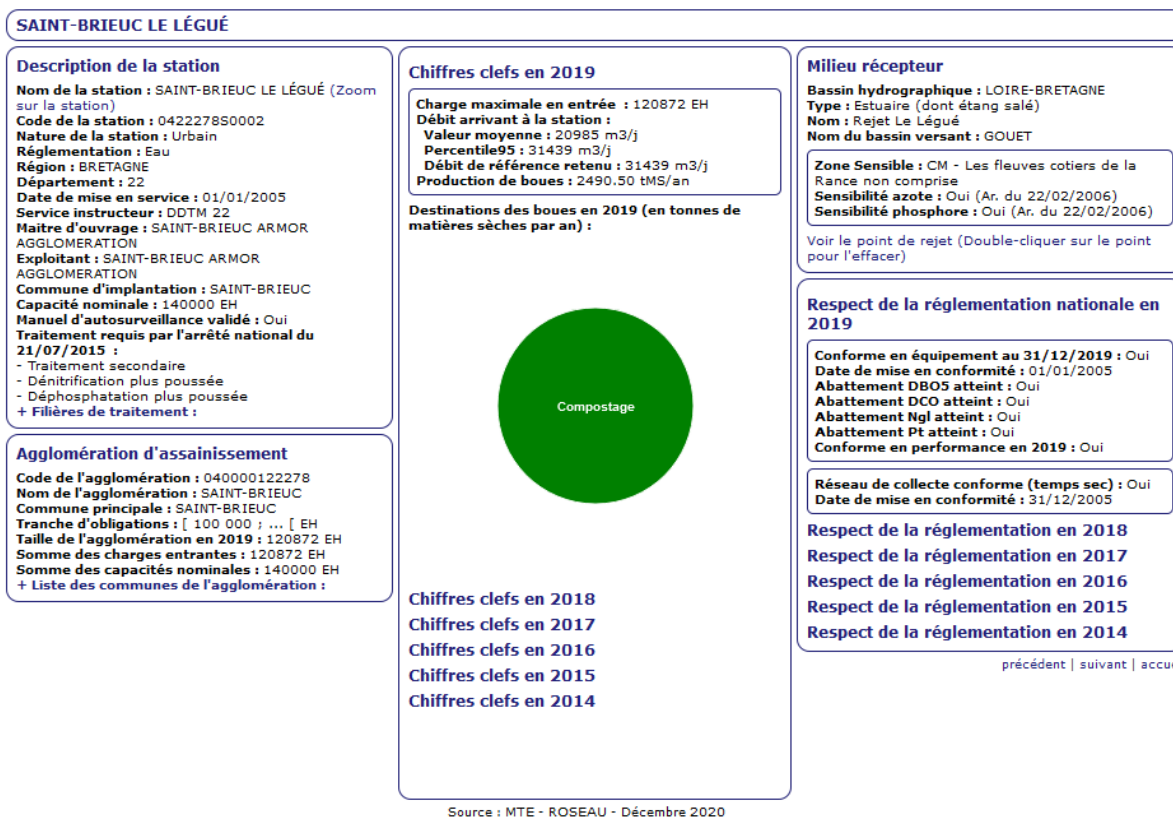 SAINT-BRIEUC LE LÉGUÉ
Description de la station
Nom de la station : SAINT-BRIEUC LE LÉGUÉ (Zoom
sur la station)
Code de la station : 0422278S0002
Nature de la station : Urbain
Réglementation : Eau
Région : BRETAGNE
Département : 22
Date de mise en service : 01/01/2005
Service instructeur : DDTM 22
Maitre d'ouvrage : SAINT-BRIEUC ARMOR
AGGLOMERATION
Exploitant : SAINT-BRIEUC ARMOR
AGGLOMERATION
Commune d'implantation : SAINT-BRIEUC
Capacité nominale : 140000 EH
Manuel d'autosurveillance validé : Oui
Traitement requis par l'arrêté national du
21/07/2015 :
- Traitement secondaire
- Dénitrification plus poussée
- Déphosphatation plus poussée
+ Filières de traitement :
Agglomération d'assainissement
Code de l'agglomération : 040000122278
Nom de l'agglomération : SAINT-BRIEUC
Commune principale : SAINT-BRIEUC
Tranche d'obligations : [ 100 000 ; ... [ EH
Taille de l'agglomération en 2019 : 120872 EH
Somme des charges entrantes : 120872 EH
Somme des capacités nominales : 140000 EH
+ Liste des communes de l'agglomération :
Chiffres clefs en 2019
Charge maximale en entrée : 120872 EH
Débit arrivant à la station :
Valeur moyenne : 20985 m3/j
Percentile95 : 31439 m3/j
Débit de référence retenu : 31439 m3/j
Production de boues : 2490.50 tMS/an
Destinations des boues en 2019 (en tonnes de
matières sèches par an) :
Compostage
Chiffres clefs en 2018
Chiffres clefs en 2017
Chiffres clefs en 2016
Chiffres clefs en 2015
Chiffres clefs en 2014
Milieu récepteur
Bassin hydrographique : LOIRE-BRETAGNE
Type : Estuaire (dont étang salé)
Nom : Rejet Le Légué
Nom du bassin versant : GOUET
Zone Sensible : CM - Les fleuves cotiers de la
Rance non comprise
Sensibilité azote : Oui (Ar. du 22/02/2006)
Sensibilité phosphore : Oui (Ar. du 22/02/2006)
Voir le point de rejet (Double-cliquer sur le point
pour l'effacer)
Respect de la réglementation nationale en
2019
Conforme en équipement au 31/12/2019 : Oui
Date de mise en conformité : 01/01/2005
Abattement DBO5 atteint : Oui
Abattement DCO atteint : Oui
Abattement Ngl atteint : Oui
Abattement Pt atteint : Oui
Conforme en performance en 2019 : Oui
Réseau de collecte conforme (temps sec) : Oui
Date de mise en conformité : 31/12/2005
Respect de la réglementation en 2018
Respect de la réglementation en 2017
Respect de la réglementation en 2016
Respect de la réglementation en 2015
Respect de la réglementation en 2014
précédent | suivant |
Source : MTE - ROSEAU - Décembre 2020